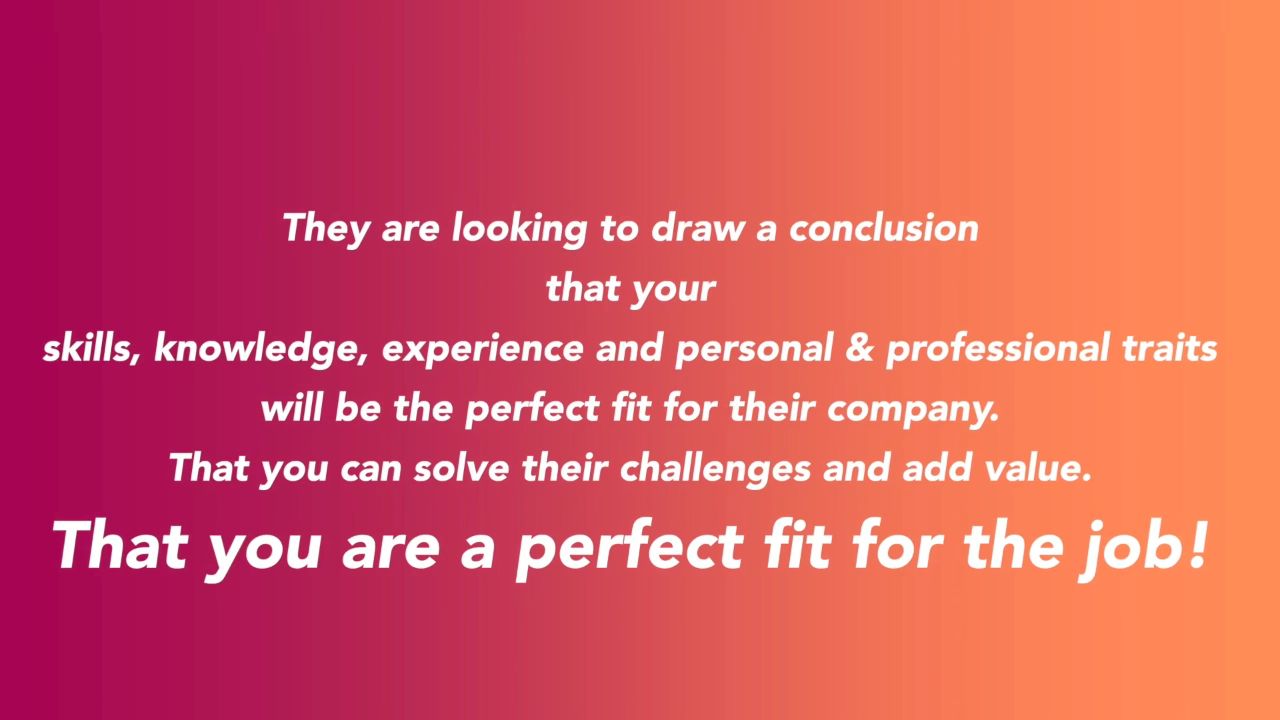 They are looking to draw a conclusion
that your
skills, knowledge, experience and personal & professional traits
will be the perfect fit for their company.
That you can solve their challenges and add value.
That you are a perfect fit for the job!